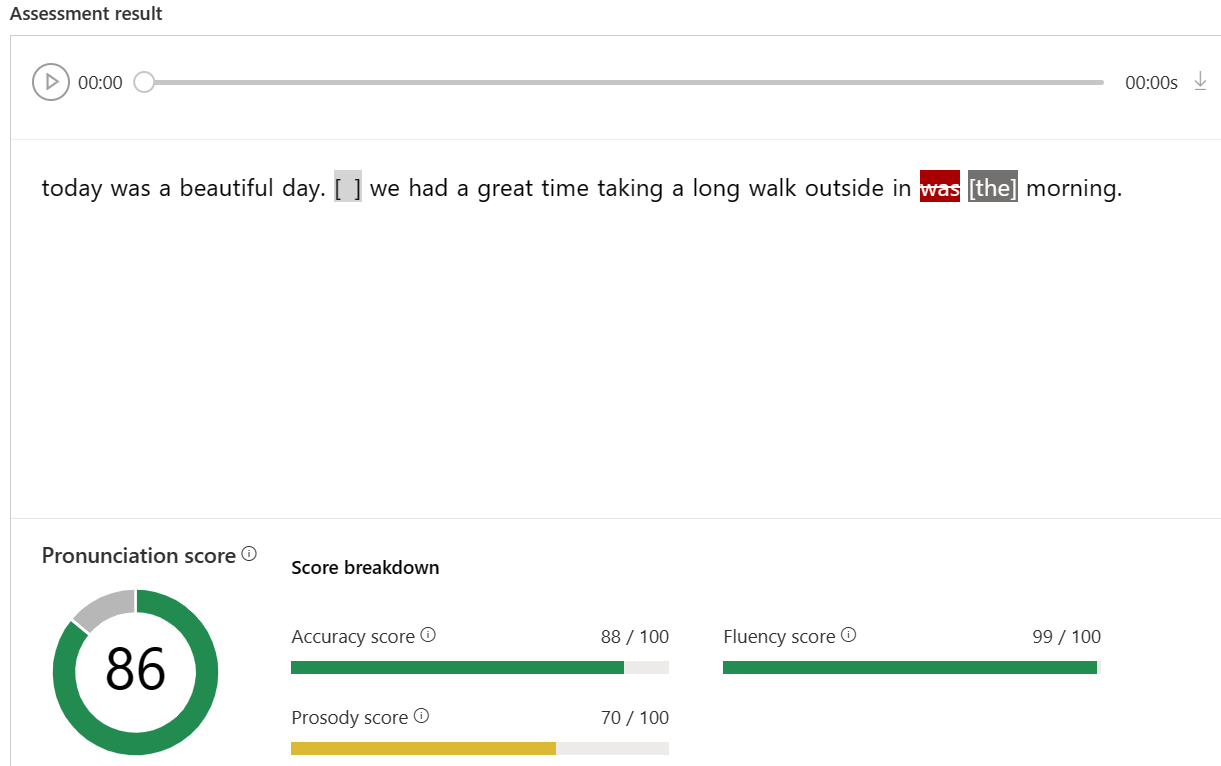 Assessment result
00:00 00:00s
today was a beautiful day. [ ] we had a great time taking a long walk outside in was [the] morning.
Pronunciation score
Score breakdown
86
Accuracy score 88 / 100
Fluency score 99 / 100
Prosody score 70 / 100